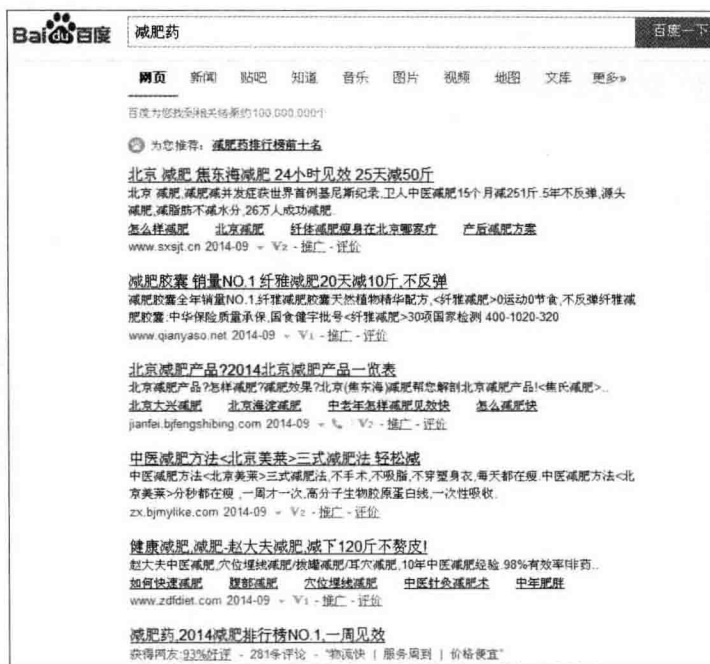 Bai du 百度
减肥药
百度一下
网页 新闻 贴吧 知道 音乐 图片 视频 地图 文库 更多»
百度为您找到相关结果约100,000,000个
为您推荐：减肥药排行榜前十名
北京 减肥 焦东海减肥 24小时见效 25天减50斤
北京 减肥,减肥减并发症获世界首例基尼斯纪录.卫人中医减肥15个月减251斤.5年不反弹,源头
减肥,减脂肪不减水分,26万人成功减肥.
怎么样减肥 北京减肥 纤体减肥瘦身在北京哪家疗 产后减肥方案
www.sxsjt.cn 2014-09 - V2 - 推广 - 评价
减肥胶囊 销量NO.1 纤雅减肥20天减10斤,不反弹
减肥胶囊全年销量NO.1.纤雅减肥胶囊天然植物精华配方,<纤雅减肥>0运动0节食,不反弹纤雅减
肥胶囊:中华保险质量承保,国食健字批号<纤雅减肥>30项国家检测 400-1020-320
www.qianyaso.net 2014-09 - V1 - 推广 - 评价
北京减肥产品?2014北京减肥产品一览表
北京减肥产品?怎样减肥?减肥效果?北京(焦东海)减肥帮您解剖北京减肥产品!<焦氏减肥>..
北京大兴减肥 北京海淀减肥 中老年怎样减肥见效快 怎么减肥快
jianfei.bjfengshibing.com 2014-09 - V2 - 推广 - 评价
中医减肥方法<北京美莱>三式减肥法 轻松减
中医减肥方法<北京美莱>三式减肥法,不手术,不吸脂,不穿塑身衣,每天都在瘦.中医减肥方法<北
京美莱>分秒都在瘦 ,一周才一次,高分子生物胶原蛋白线,一次性吸收.
zx.bjmylike.com 2014-09 - V2 - 推广 - 评价
健康减肥,减肥-赵大夫减肥,减下120斤不赘皮!
赵大夫中医减肥,穴位埋线减肥/拔罐减肥/耳穴减肥,10年中医减肥经验.98%有效率!非药..
如何快速减肥 腹部减肥 穴位埋线减肥 中医针灸减肥术 中年肥胖
www.zdfdiet.com 2014-09 - V1 - 推广 - 评价
减肥药,2014减肥排行榜NO.1,一周见效
获得网友:93%好评 - 281条评论 - "物流快 | 服务周到 | 价格便宜"